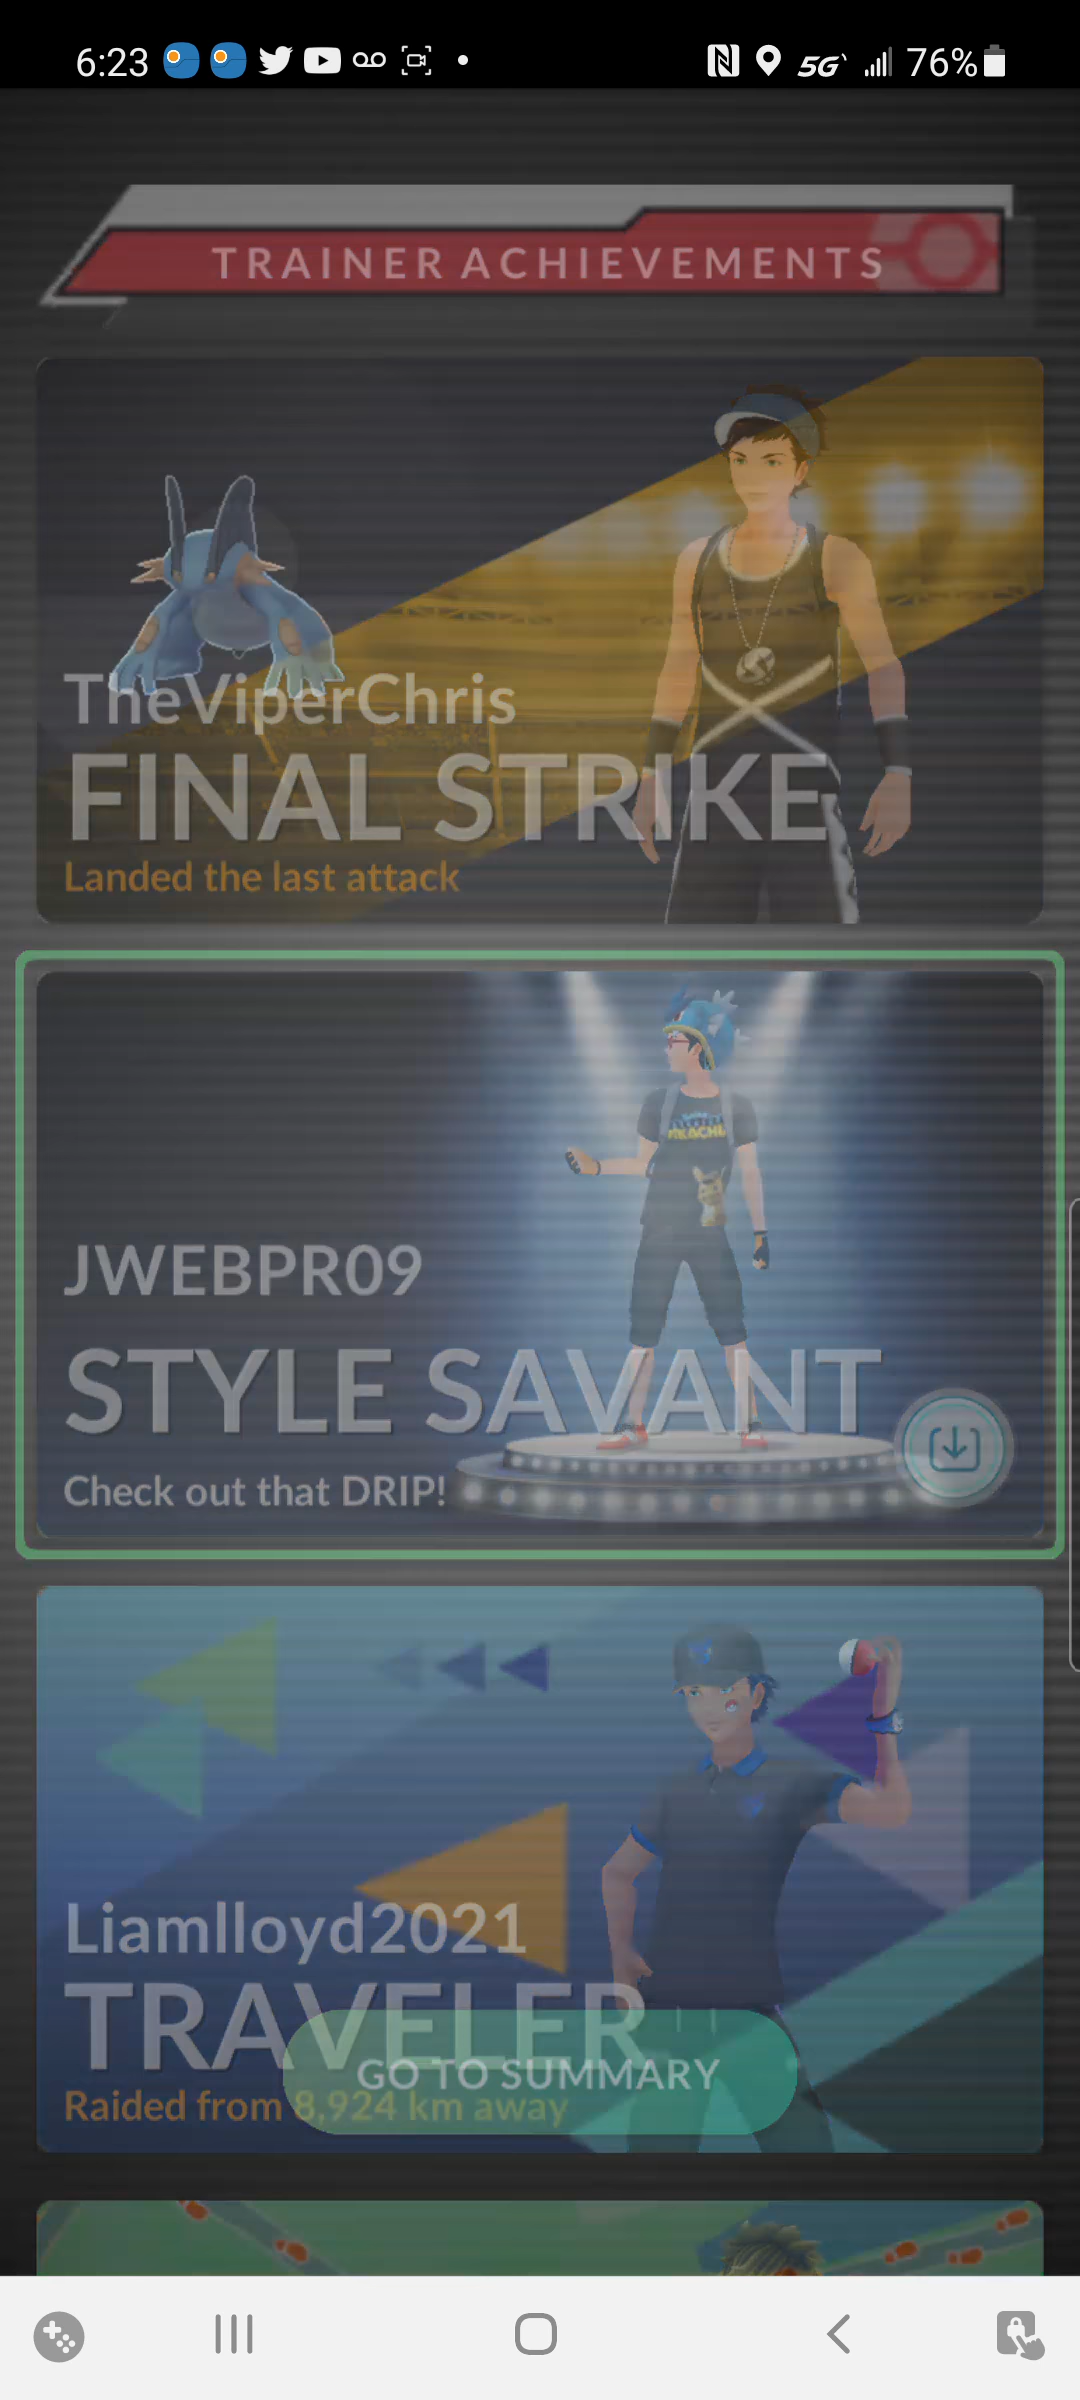 6:23
5G
76%
TRAINER ACHIEVEMENTS
TheViperChris
FINAL STRIKE
Landed the last attack
PIKACHU
JWEBPR09
STYLE SAVANT
Check out that DRIP!
Liamlloyd2021
TRAVELER
GO TO SUMMARY
Raided from 8,924 km away